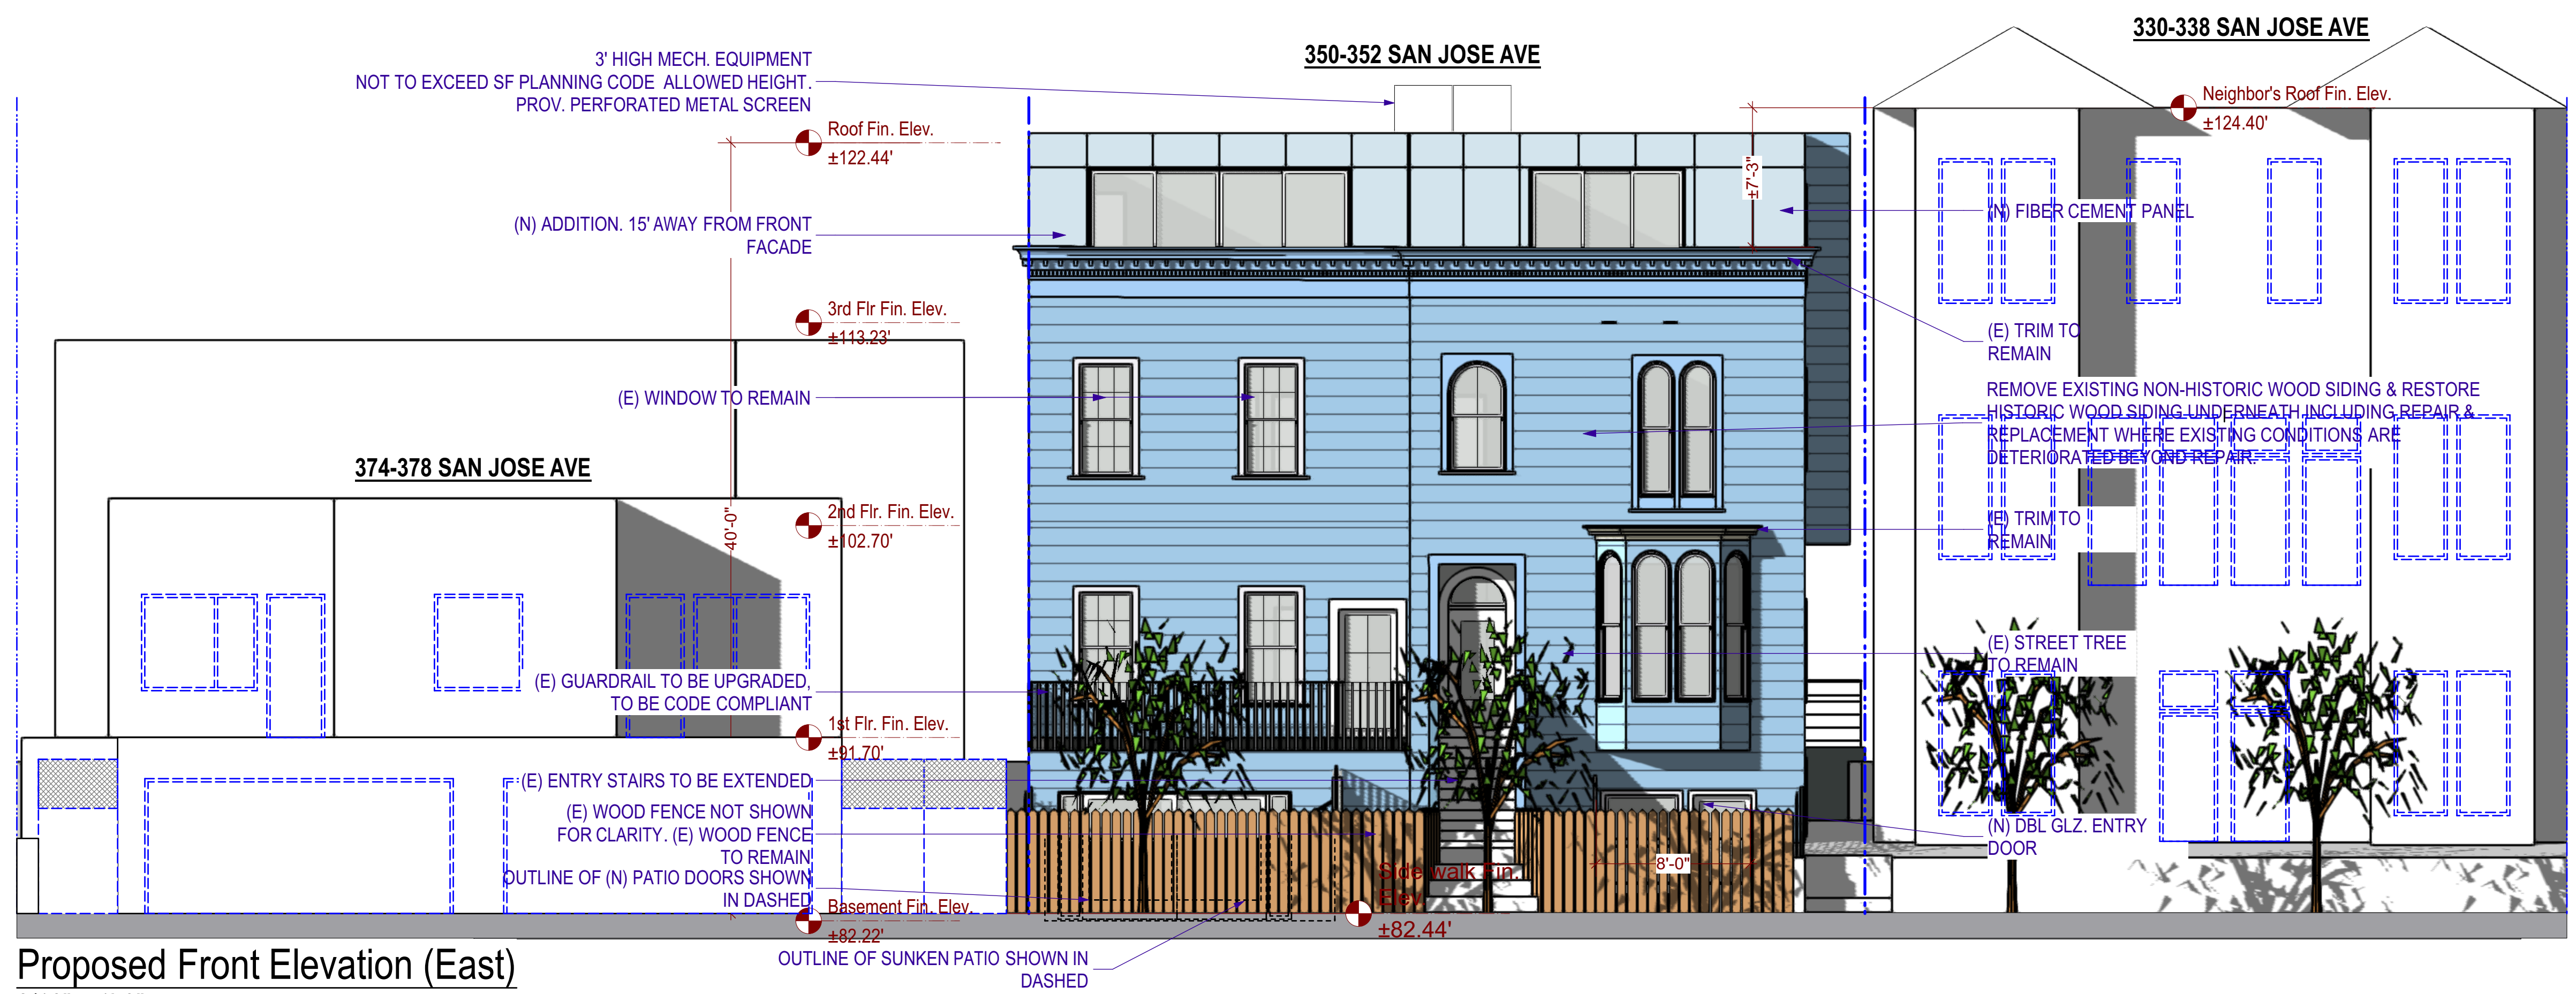 330-338 SAN JOSE AVE
350-352 SAN JOSE AVE
3' HIGH MECH. EQUIPMENT
NOT TO EXCEED SF PLANNING CODE ALLOWED HEIGHT.
PROV. PERFORATED METAL SCREEN
Neighbor's Roof Fin. Elev.
±124.40'
Roof Fin. Elev.
±122.44'
±7'-3"
(N) ADDITION. 15' AWAY FROM FRONT
FACADE
(N) FIBER CEMENT PANEL
3rd Flr Fin. Elev.
±113.23'
(E) TRIM TO
REMAIN
(E) WINDOW TO REMAIN
REMOVE EXISTING NON-HISTORIC WOOD SIDING & RESTORE
HISTORIC WOOD SIDING UNDERNEATH INCLUDING REPAIR &
REPLACEMENT WHERE EXISTING CONDITIONS ARE
DETERIORATED BEYOND REPAIR.
374-378 SAN JOSE AVE
40'-0"
2nd Flr. Fin. Elev.
±102.70'
(E) TRIM TO
REMAIN
(E) STREET TREE
TO REMAIN
(E) GUARDRAIL TO BE UPGRADED,
TO BE CODE COMPLIANT
1st Flr. Fin. Elev.
±91.70'
(E) ENTRY STAIRS TO BE EXTENDED
(E) WOOD FENCE NOT SHOWN
FOR CLARITY. (E) WOOD FENCE
TO REMAIN
(N) DBL GLZ. ENTRY
DOOR
8'-0"
OUTLINE OF (N) PATIO DOORS SHOWN
IN DASHED
Side walk Fin.
Elev.
±82.44'
Basement Fin. Elev.
±82.22'
OUTLINE OF SUNKEN PATIO SHOWN IN
DASHED
Proposed Front Elevation (East)